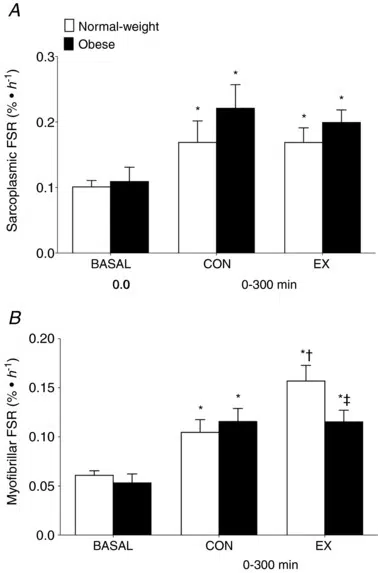 A
Normal-weight
Obese
Sarcoplasmic FSR (% • h-1)
0.3
0.2
0.1
0.0
* * * *
BASAL CON EX
0.0 0-300 min
B
Myofibrillar FSR (% • h-1)
0.20
0.15
0.10
0.05
0.0
* * *† *‡
BASAL CON EX
0-300 min